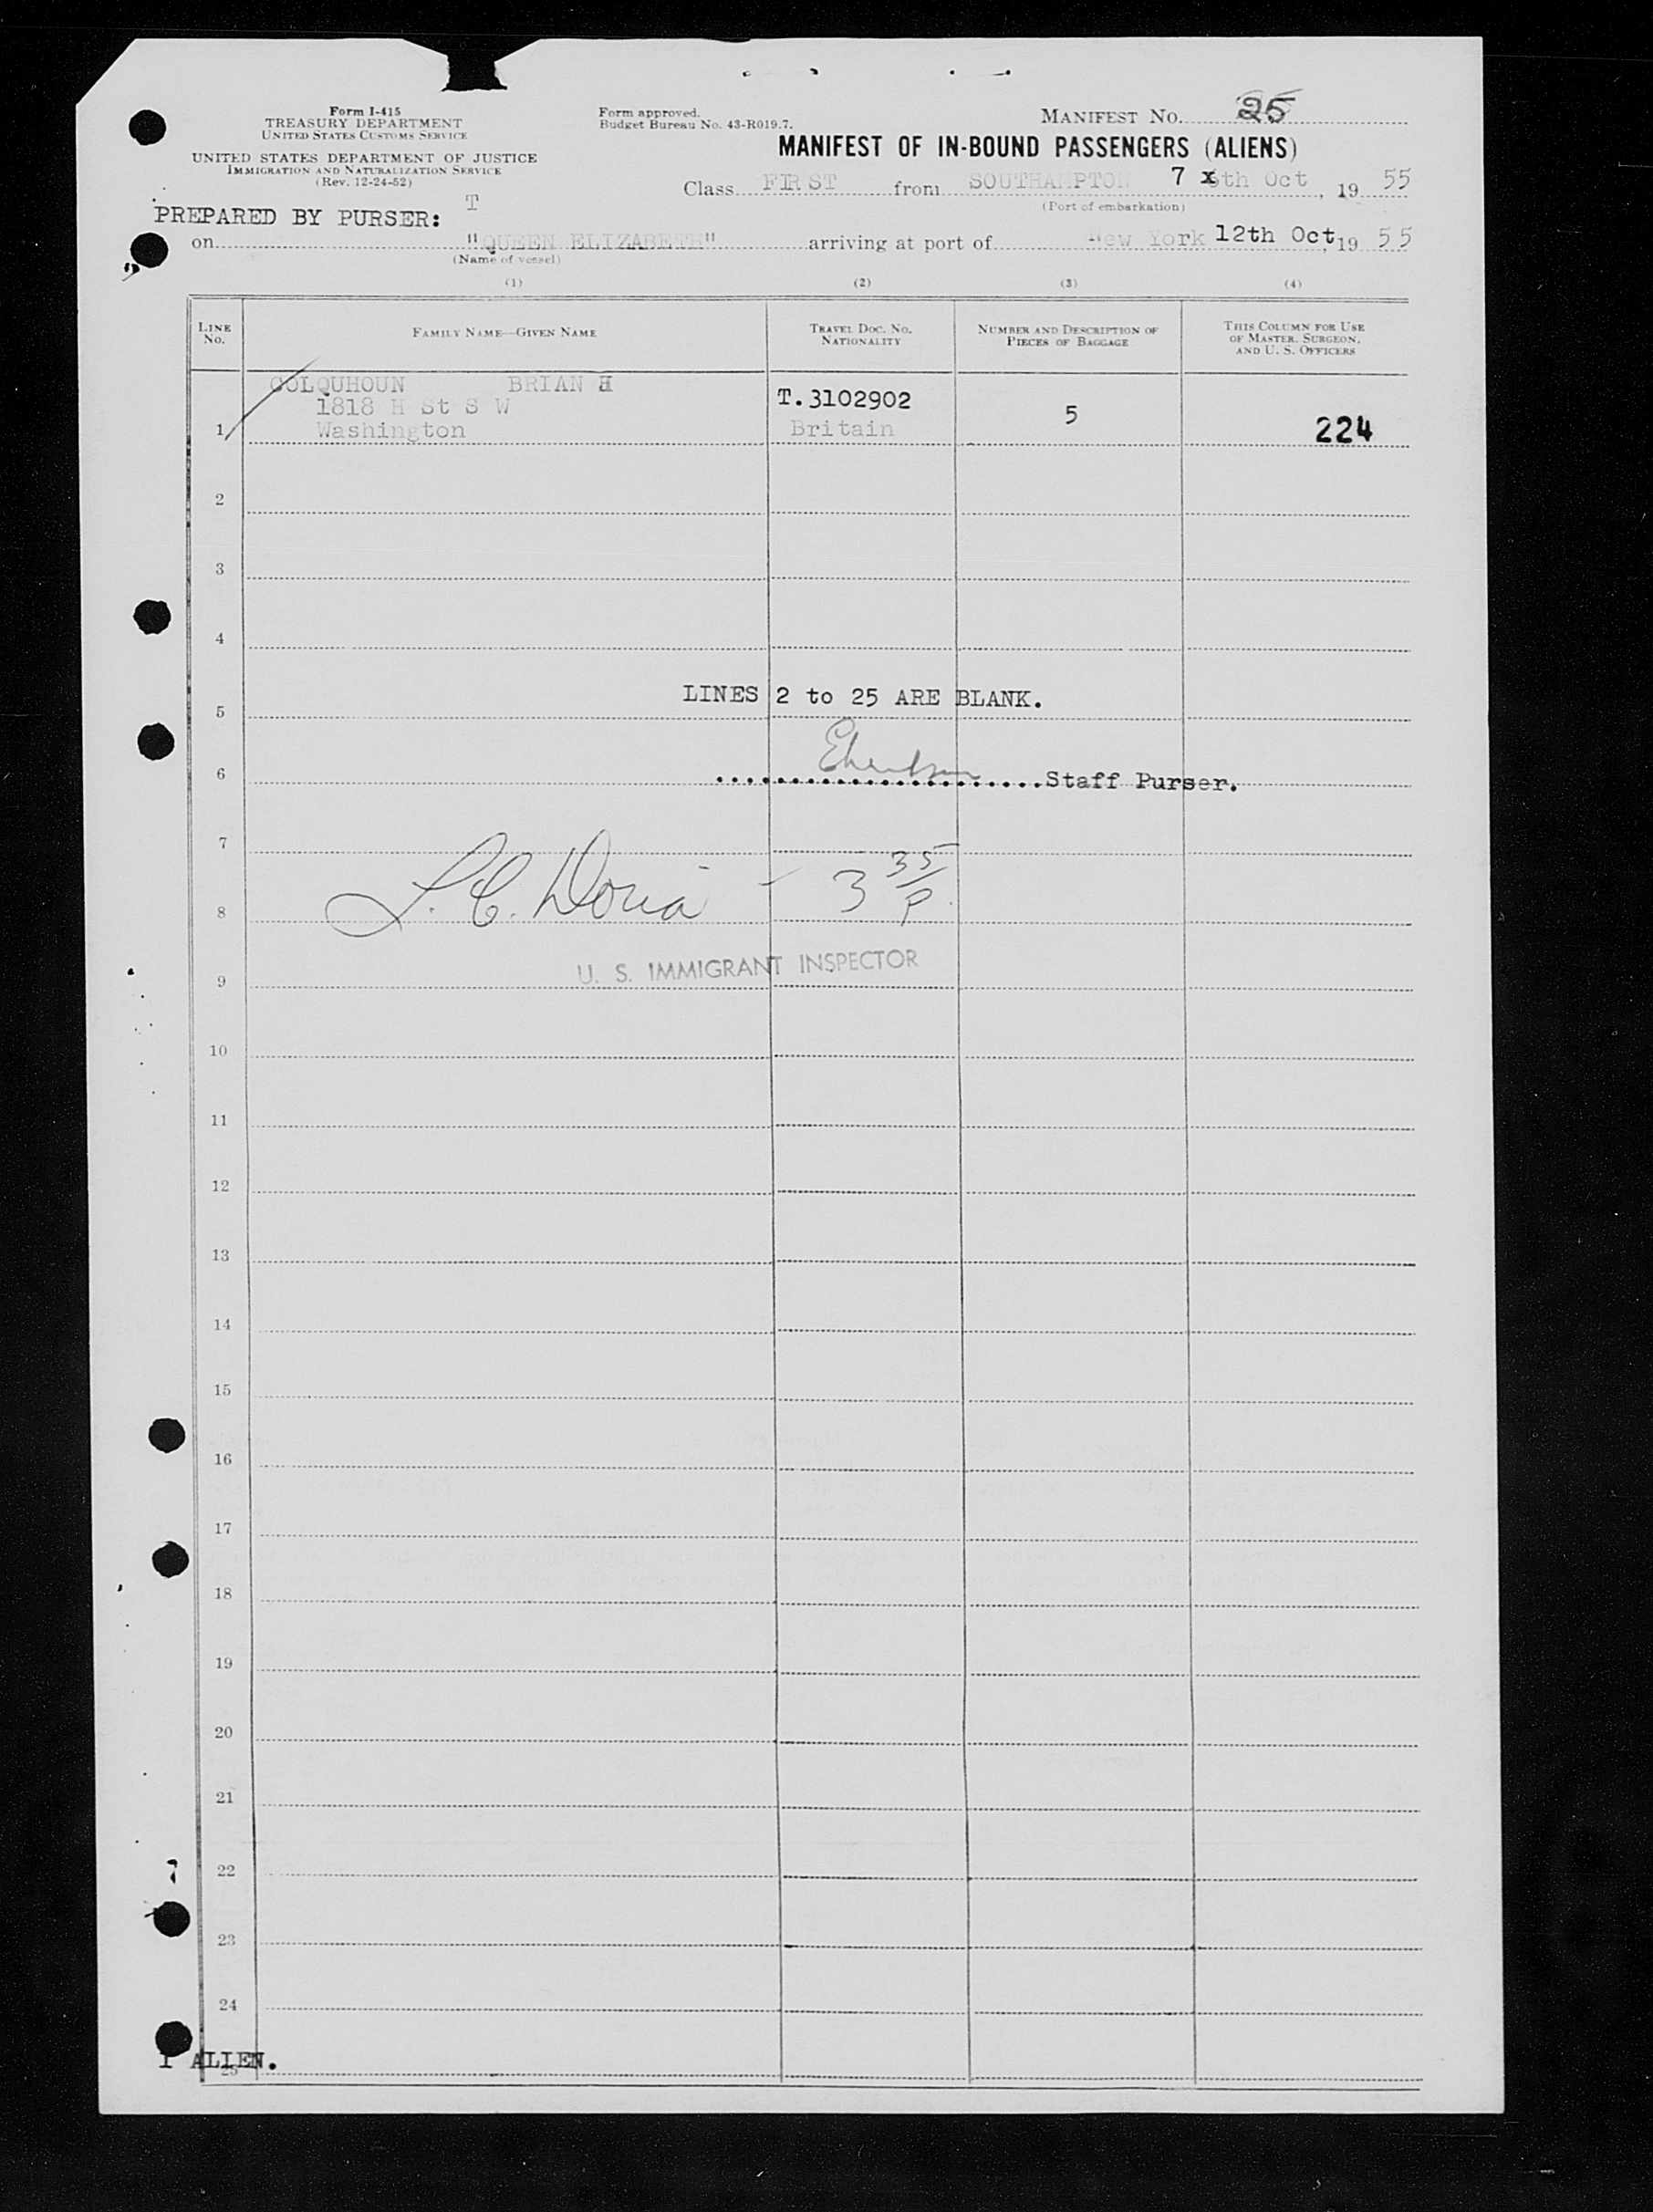 Form I-415
TREASURY DEPARTMENT
UNITED STATES CUSTOMS SERVICE
UNITED STATES DEPARTMENT OF JUSTICE
IMMIGRATION AND NATURALIZATION SERVICE
(Rev. 12-24-52)
Form approved.
Budget Bureau No. 43-R019.7.
MANIFEST NO. 25
MANIFEST OF IN-BOUND PASSENGERS (ALIENS)
Class FIRST from SOUTHAMPTON 7 xth Oct, 19 55
(Port of embarkation)
T
PREPARED BY PURSER:
on "QUEEN ELIZABETH" arriving at port of New York 12th Oct, 19 55
(Name of vessel)
(1) (2) (3) (4)
LINE No. FAMILY NAME—GIVEN NAME TRAVEL DOC. NO. NATIONALITY NUMBER AND DESCRIPTION OF PIECES OF BAGGAGE THIS COLUMN FOR USE OF MASTER, SURGEON, AND U. S. OFFICERS
COLQUHOUN BRIAN H
1818 H St S W T.3102902 5
1 Washington Britain 224
2
3
4
LINES 2 to 25 ARE BLANK.
5
6 Staff Purser.
7
8 L. C. Doria - 3 35/P.
U. S. IMMIGRANT INSPECTOR
9
10
11
12
13
14
15
16
17
18
19
20
21
22
23
24
1 ALIEN.
25